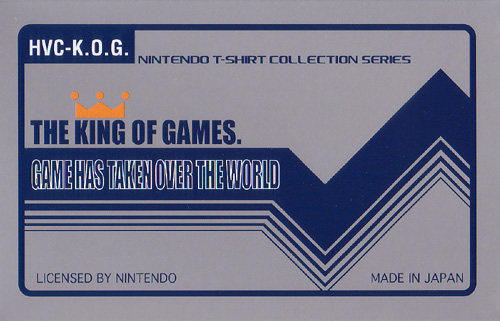 HVC-K.O.G.
NINTENDO T-SHIRT COLLECTION SERIES
THE KING OF GAMES.
GAME HAS TAKEN OVER THE WORLD
LICENSED BY NINTENDO
MADE IN JAPAN